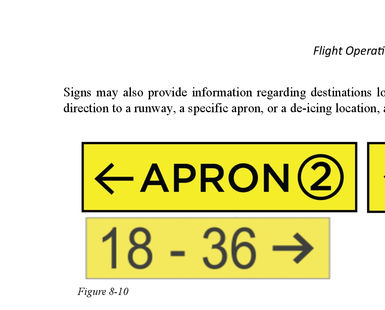 Flight Operati
Signs may also provide information regarding destinations lo
direction to a runway, a specific apron, or a de-icing location, a
← APRON ②
18 - 36 →
Figure 8-10